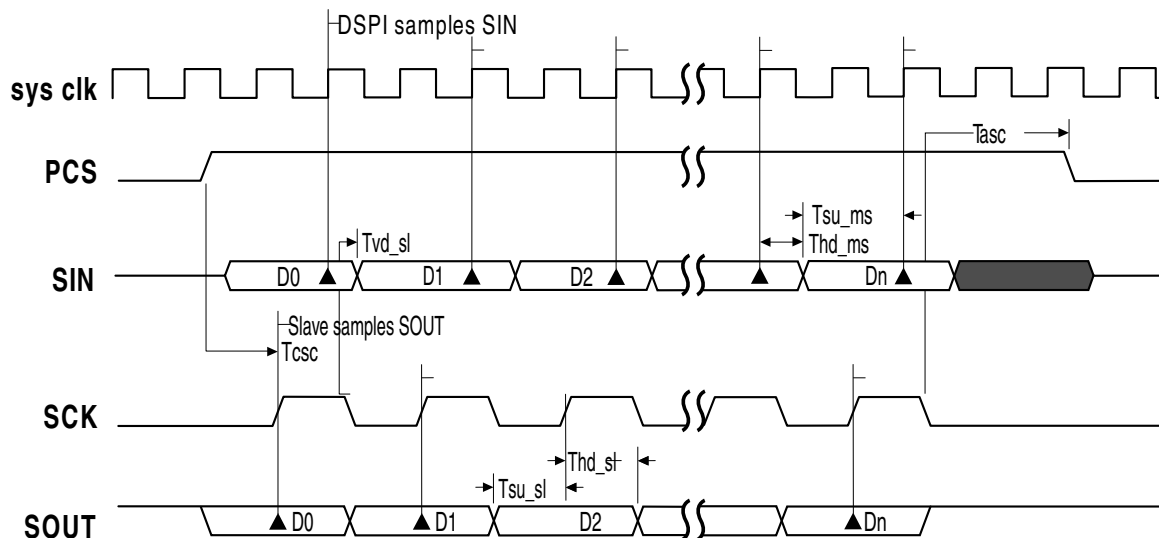 DSPI samples SIN
sys clk
Tasc
PCS
Tsu_ms
Tvd_sl
Thd_ms
SIN
D0
D1
D2
Dn
Slave samples SOUT
Tcsc
SCK
Thd_sl
Tsu_sl
SOUT
D0
D1
D2
Dn